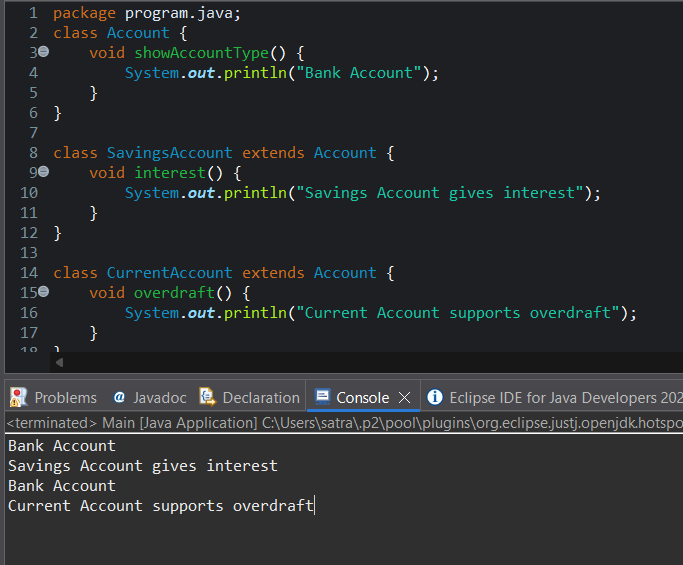 1 package program.java;
2 class Account {
3 void showAccountType() {
4 System.out.println("Bank Account");
5 }
6 }
7
8 class SavingsAccount extends Account {
9 void interest() {
10 System.out.println("Savings Account gives interest");
11 }
12 }
13
14 class CurrentAccount extends Account {
15 void overdraft() {
16 System.out.println("Current Account supports overdraft");
17 }
18 }
Problems @ Javadoc Declaration Console Eclipse IDE for Java Developers 202
<terminated> Main [Java Application] C:\Users\satra\.p2\pool\plugins\org.eclipse.justj.openjdk.hotspo
Bank Account
Savings Account gives interest
Bank Account
Current Account supports overdraft